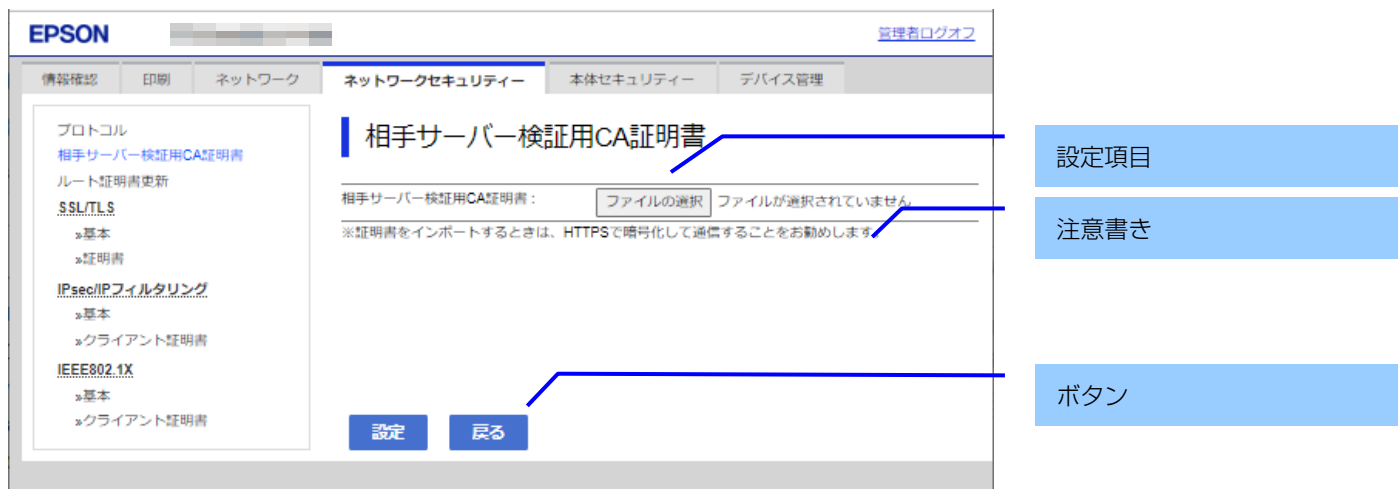 EPSON
管理者ログオフ
情報確認 印刷 ネットワーク ネットワークセキュリティー 本体セキュリティー デバイス管理
プロトコル
相手サーバー検証用CA証明書
ルート証明書更新
SSL/TLS
»基本
»証明書
IPsec/IPフィルタリング
»基本
»クライアント証明書
IEEE802.1X
»基本
»クライアント証明書
相手サーバー検証用CA証明書
相手サーバー検証用CA証明書 : ファイルの選択 ファイルが選択されていません
※証明書をインポートするときは、HTTPSで暗号化して通信することをお勧めします。
設定 戻る
設定項目
注意書き
ボタン